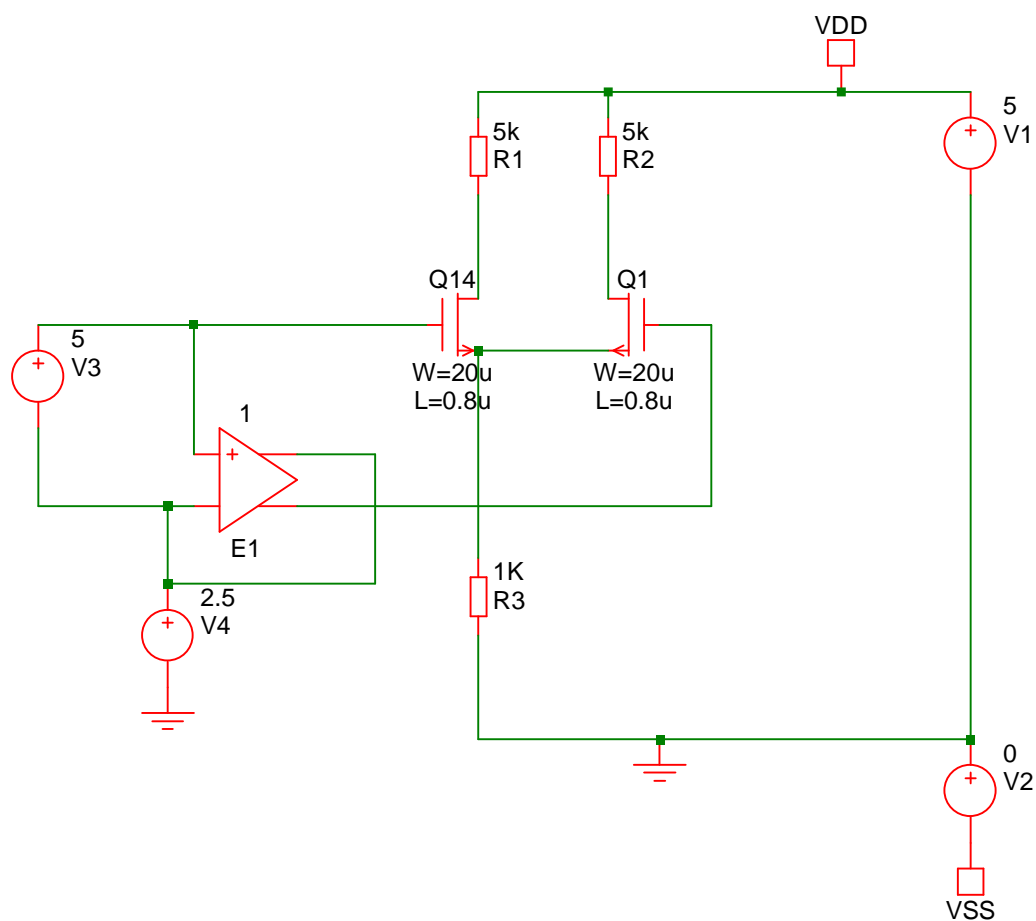 VDD
5
V1
5k
R1
5k
R2
Q14
Q1
5
V3
W=20u
L=0.8u
W=20u
L=0.8u
1
+
E1
1K
R3
2.5
V4
0
V2
VSS